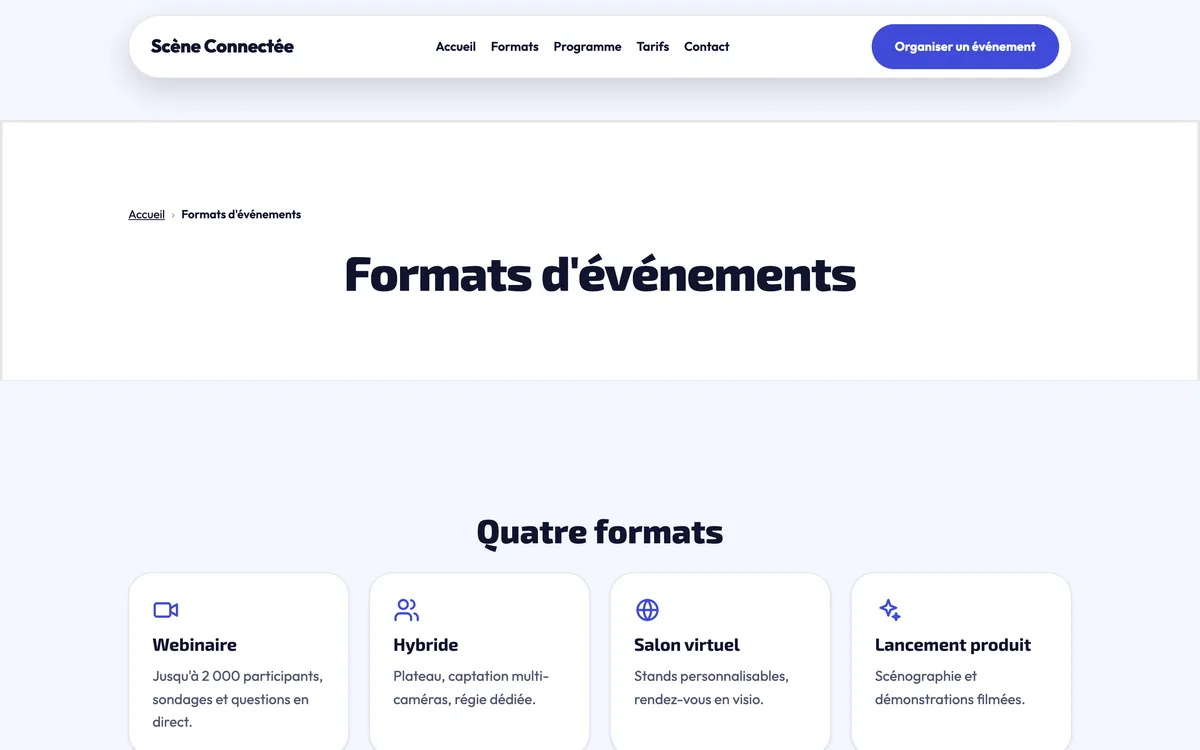 Scène Connectée
Accueil
Formats
Programme
Tarifs
Contact
Organiser un événement
Accueil › Formats d'événements
Formats d'événements
Quatre formats
Webinaire
Jusqu'à 2 000 participants,
sondages et questions en
direct.
Hybride
Plateau, captation multi-
caméras, régie dédiée.
Salon virtuel
Stands personnalisables,
rendez-vous en visio.
Lancement produit
Scénographie et
démonstrations filmées.